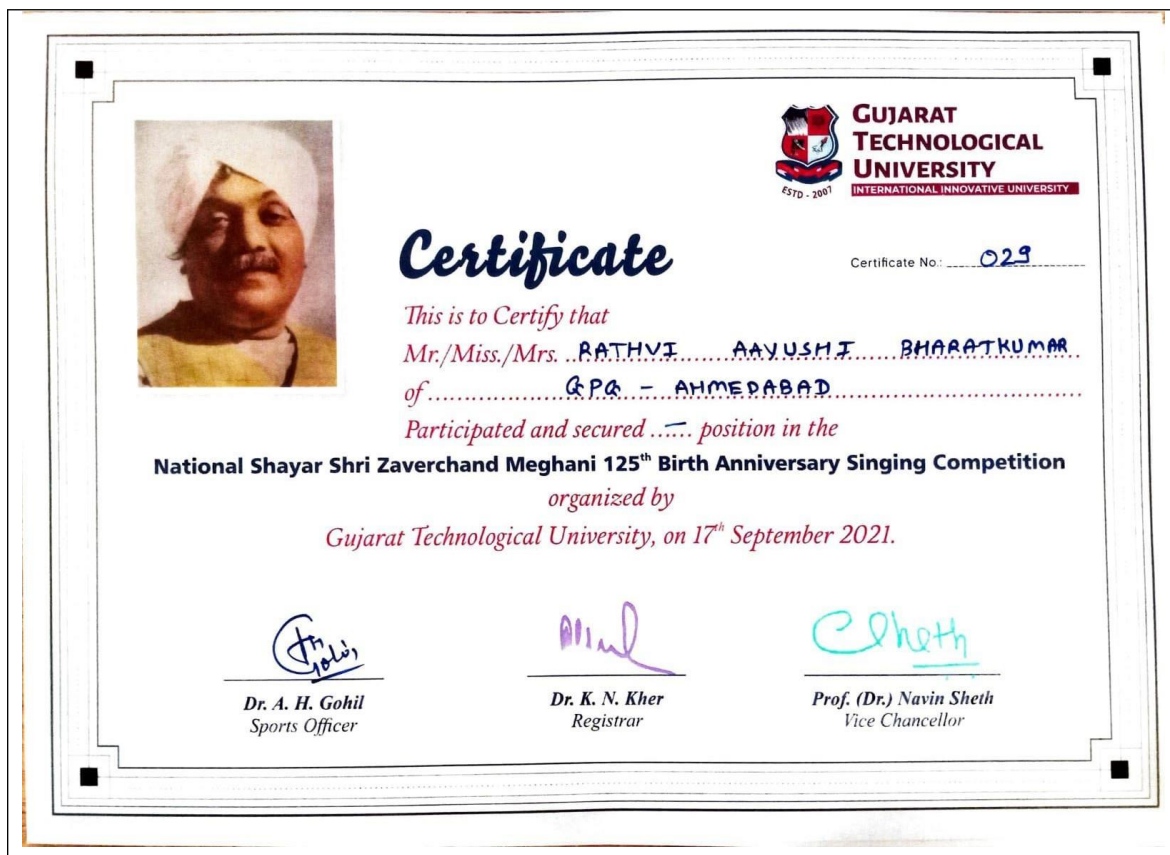 GUJARAT
TECHNOLOGICAL
UNIVERSITY
INTERNATIONAL INNOVATIVE UNIVERSITY
ESTD - 2007
Certificate
Certificate No.: 029
This is to Certify that
Mr./Miss./Mrs. RATHVI AAYUSHI BHARATKUMAR
of GPG - AHMEDABAD
Participated and secured ..–.. position in the
National Shayar Shri Zaverchand Meghani 125th Birth Anniversary Singing Competition
organized by
Gujarat Technological University, on 17th September 2021.
Dr. A. H. Gohil
Sports Officer
Dr. K. N. Kher
Registrar
Prof. (Dr.) Navin Sheth
Vice Chancellor